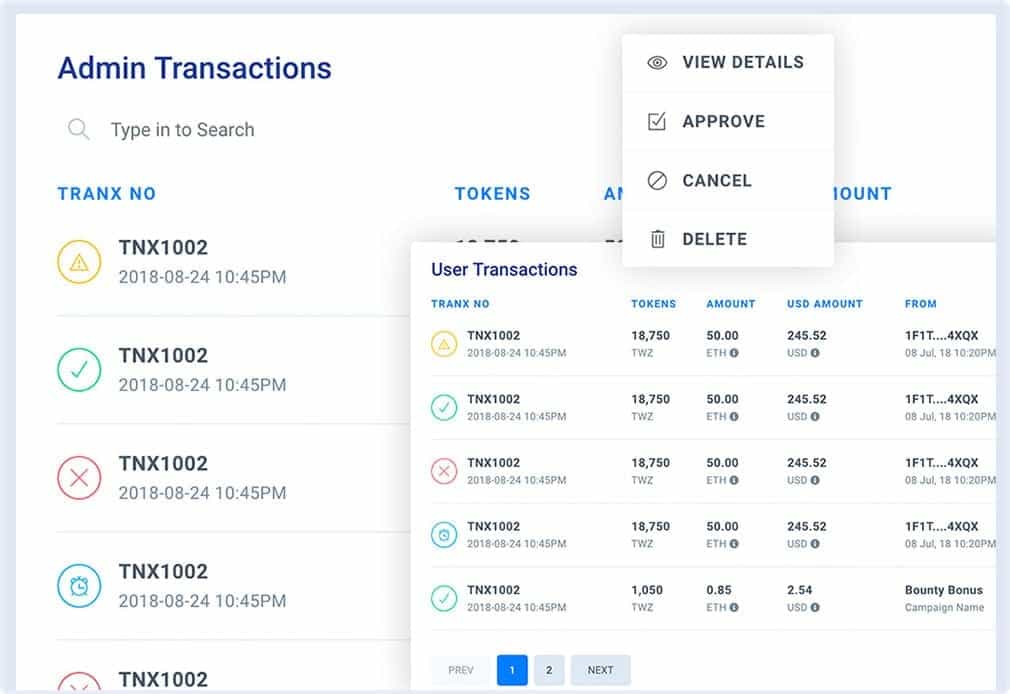 Admin Transactions
Type in to Search
TRANX NO TOKENS
VIEW DETAILS
APPROVE
CANCEL
DELETE
TNX1002
2018-08-24 10:45PM
TNX1002
2018-08-24 10:45PM
TNX1002
2018-08-24 10:45PM
TNX1002
2018-08-24 10:45PM
TNX1002
User Transactions
TRANX NO TOKENS AMOUNT USD AMOUNT FROM
TNX1002 18,750 50.00 245.52 1F1T....4XQX
2018-08-24 10:45PM TWZ ETH USD 08 Jul, 18 10:20PM
TNX1002 18,750 50.00 245.52 1F1T....4XQX
2018-08-24 10:45PM TWZ ETH USD 08 Jul, 18 10:20PM
TNX1002 18,750 50.00 245.52 1F1T....4XQX
2018-08-24 10:45PM TWZ ETH USD 08 Jul, 18 10:20PM
TNX1002 18,750 50.00 245.52 1F1T....4XQX
2018-08-24 10:45PM TWZ ETH USD 08 Jul, 18 10:20PM
TNX1002 1,050 0.85 2.54 Bounty Bonus
2018-08-24 10:45PM TWZ ETH USD Campaign Name
PREV 1 2 NEXT